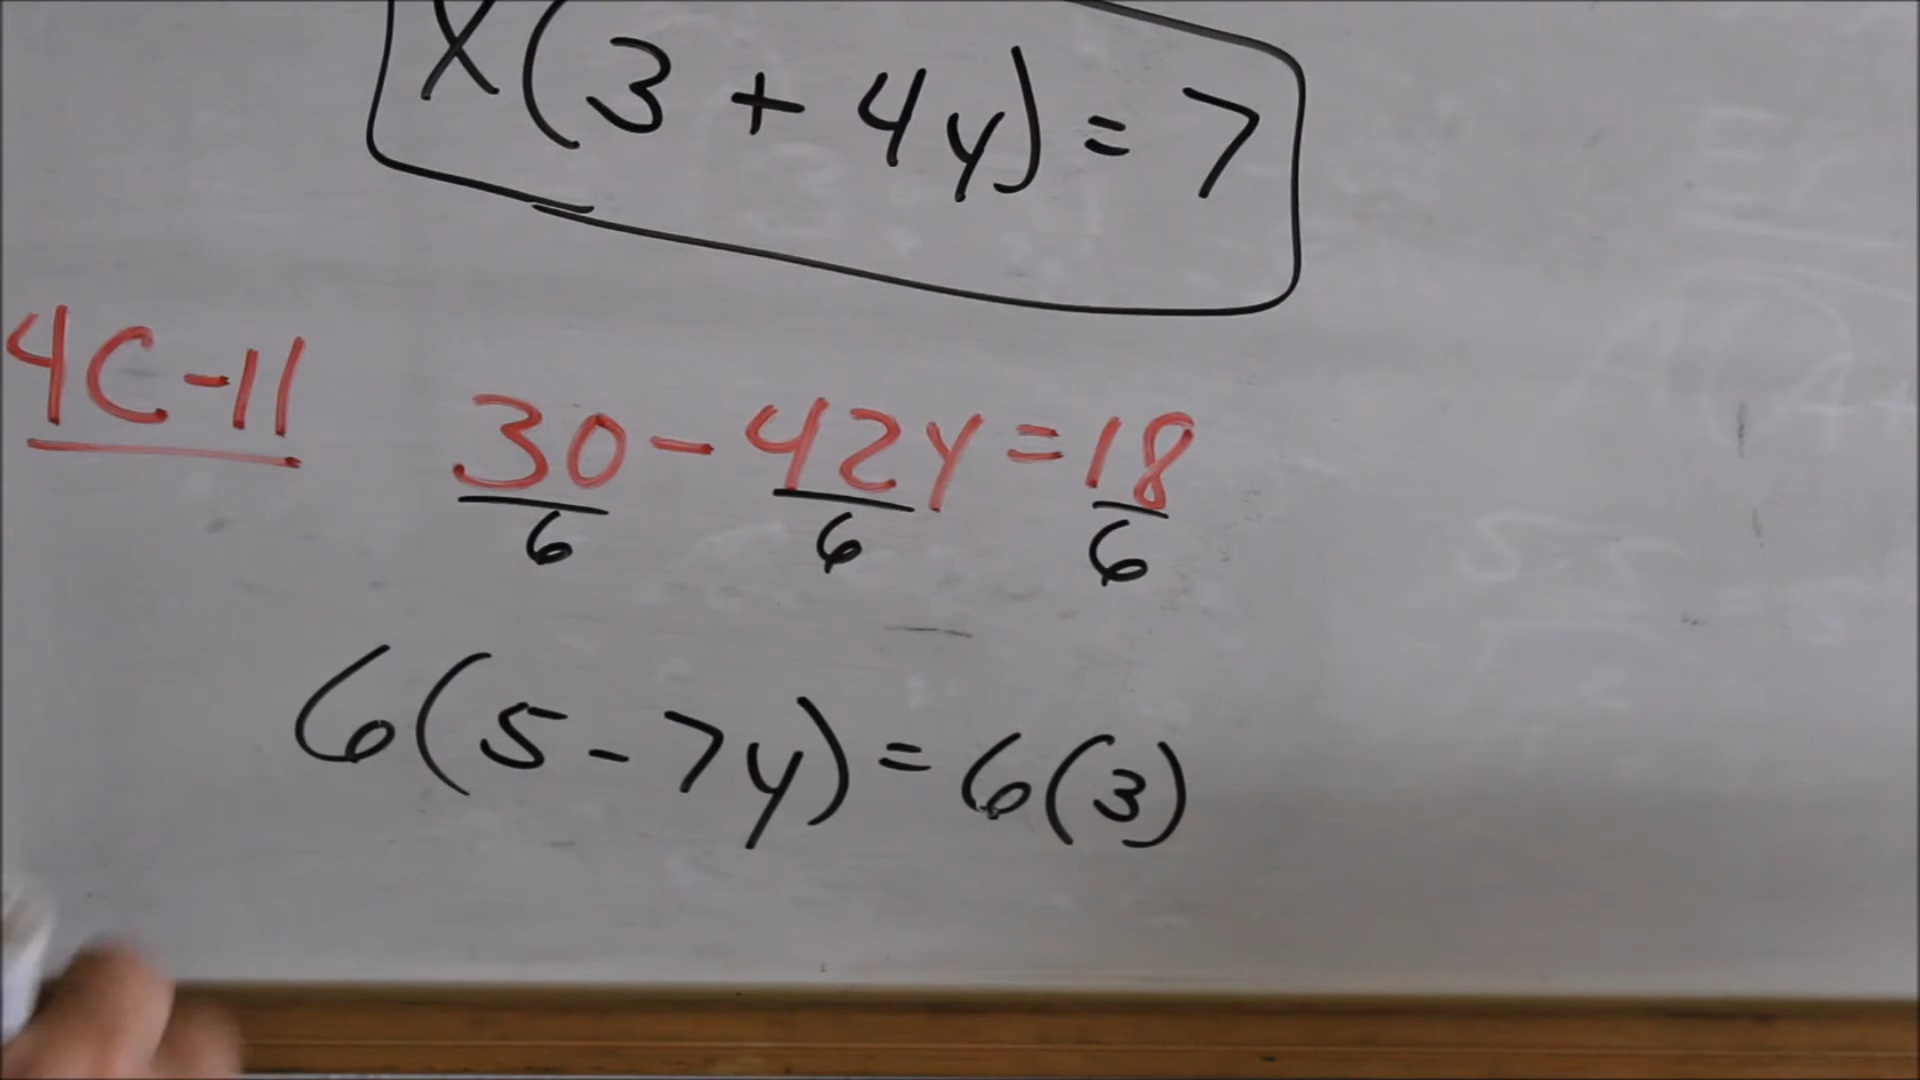 x(3 + 4y) = 7
4C-11
30 - 42y = 18
6 6 6
6(5 - 7y) = 6(3)